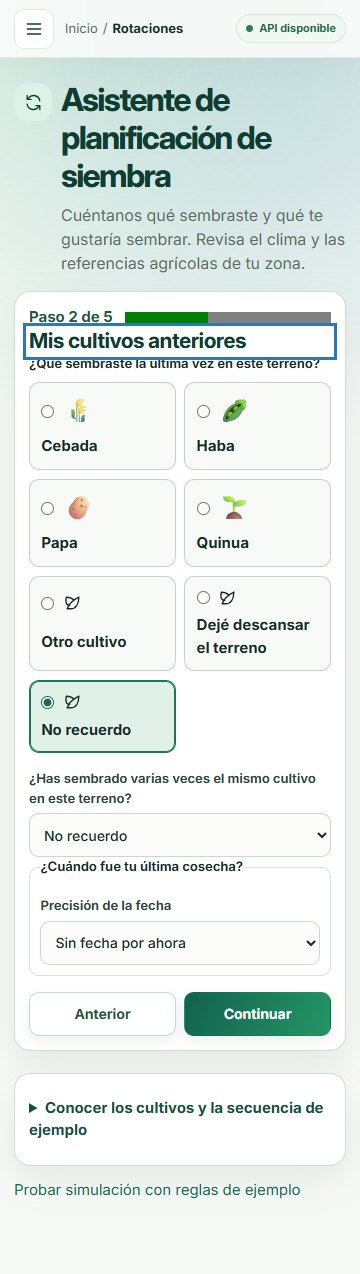 Inicio / Rotaciones
API disponible
Asistente de
planificación de
siembra
Cuéntanos qué sembraste y qué te
gustaría sembrar. Revisa el clima y las
referencias agrícolas de tu zona.
Paso 2 de 5
Mis cultivos anteriores
¿Qué sembraste la última vez en este terreno?
Cebada
Haba
Papa
Quinua
Otro cultivo
Dejé descansar
el terreno
No recuerdo
¿Has sembrado varias veces el mismo cultivo
en este terreno?
No recuerdo
¿Cuándo fue tu última cosecha?
Precisión de la fecha
Sin fecha por ahora
Anterior
Continuar
Conocer los cultivos y la secuencia de
ejemplo
Probar simulación con reglas de ejemplo